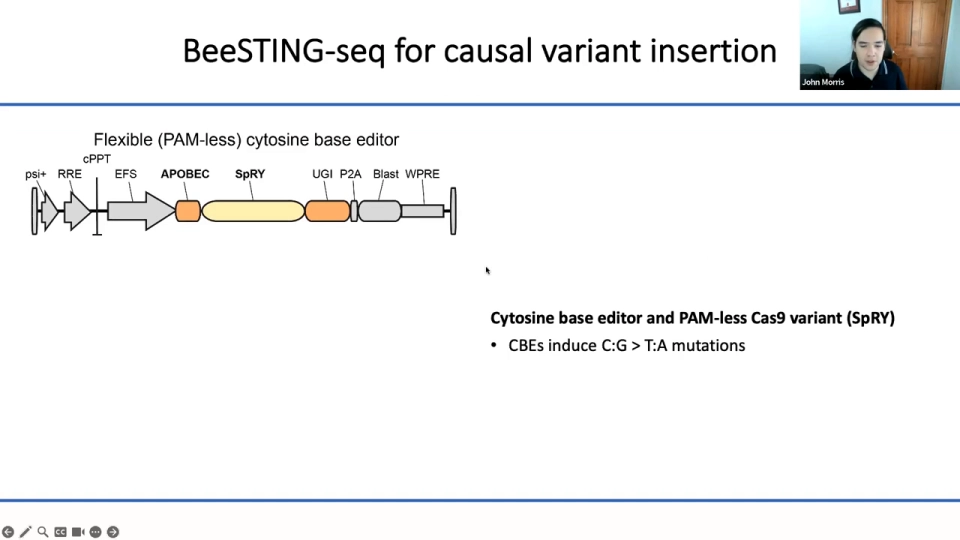 BeeSTING-seq for causal variant insertion
John Morris
Flexible (PAM-less) cytosine base editor
cPPT
psi+ RRE EFS APOBEC SpRY UGI P2A Blast WPRE
Cytosine base editor and PAM-less Cas9 variant (SpRY)
• CBEs induce C:G > T:A mutations
CC